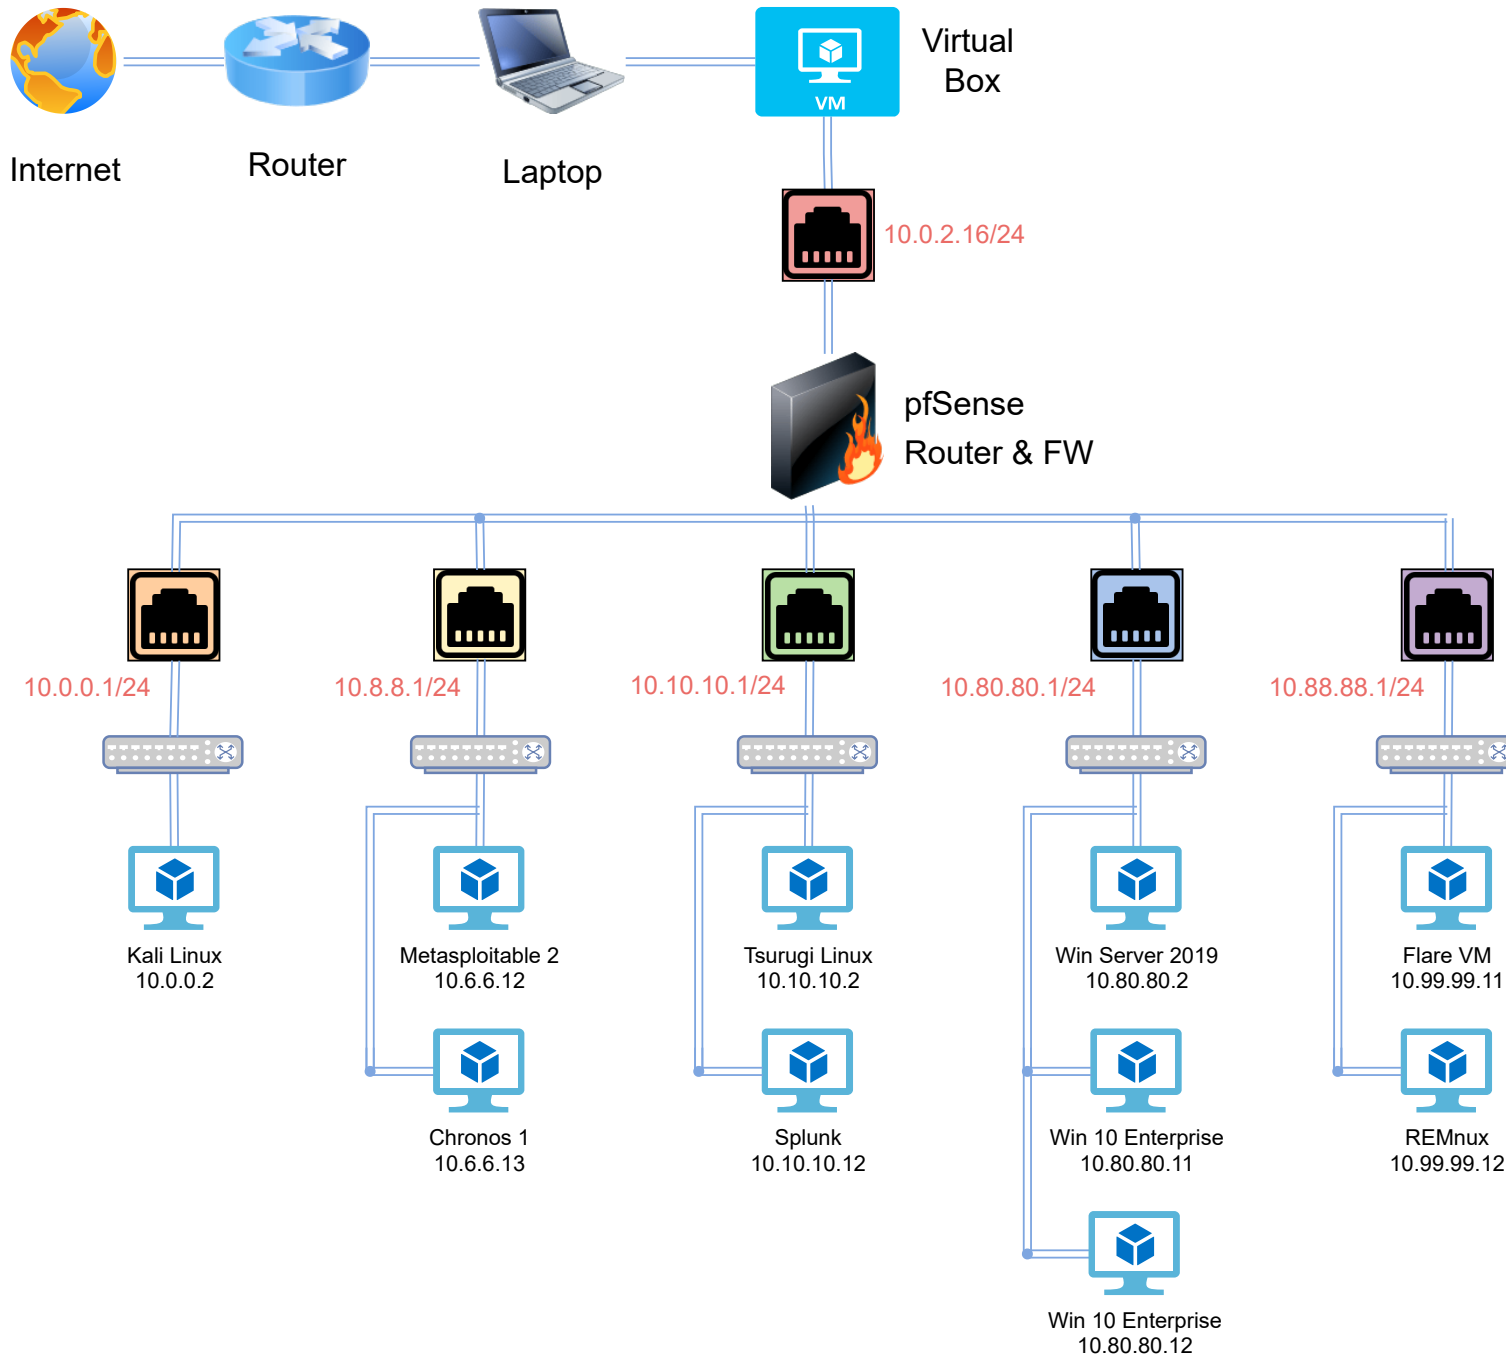 Virtual
Box
VM
Internet
Router
Laptop
10.0.2.16/24
pfSense
Router & FW
10.0.0.1/24
10.8.8.1/24
10.10.10.1/24
10.80.80.1/24
10.88.88.1/24
Kali Linux
10.0.0.2
Metasploitable 2
10.6.6.12
Tsurugi Linux
10.10.10.2
Win Server 2019
10.80.80.2
Flare VM
10.99.99.11
Chronos 1
10.6.6.13
Splunk
10.10.10.12
Win 10 Enterprise
10.80.80.11
REMnux
10.99.99.12
Win 10 Enterprise
10.80.80.12